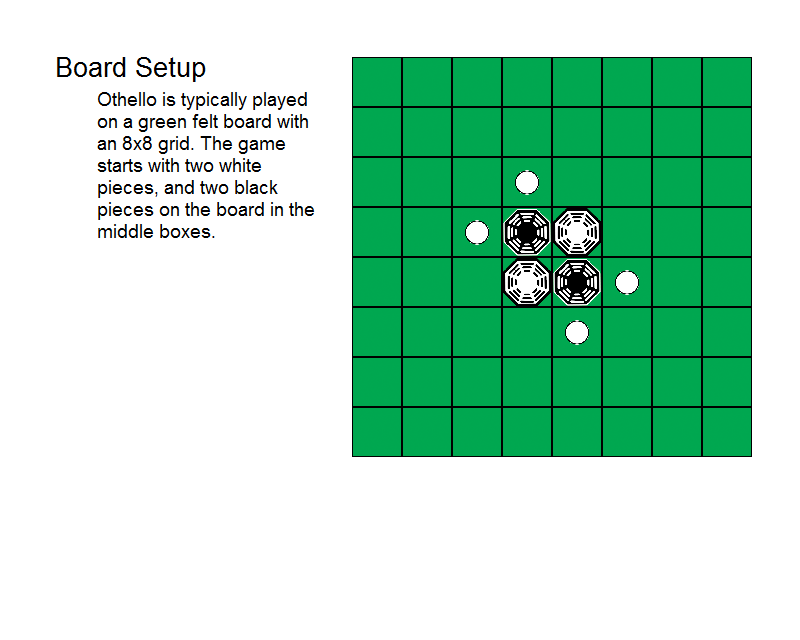 Board Setup
Othello is typically played
on a green felt board with
an 8x8 grid. The game
starts with two white
pieces, and two black
pieces on the board in the
middle boxes.